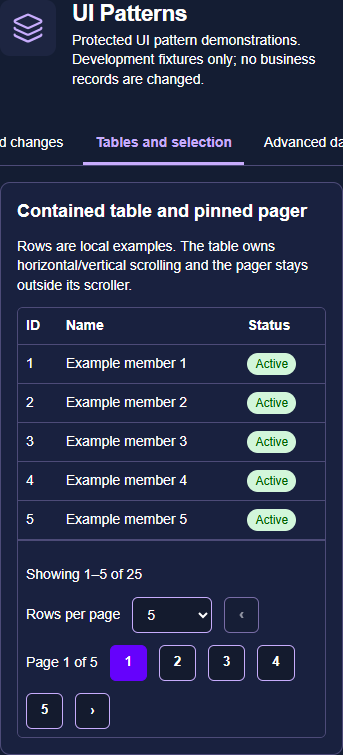 UI Patterns
Protected UI pattern demonstrations.
Development fixtures only; no business
records are changed.
d changes Tables and selection Advanced da
Contained table and pinned pager
Rows are local examples. The table owns
horizontal/vertical scrolling and the pager stays
outside its scroller.
ID Name Status
1 Example member 1 Active
2 Example member 2 Active
3 Example member 3 Active
4 Example member 4 Active
5 Example member 5 Active
Showing 1–5 of 25
Rows per page 5 ‹
Page 1 of 5 1 2 3 4
5 ›